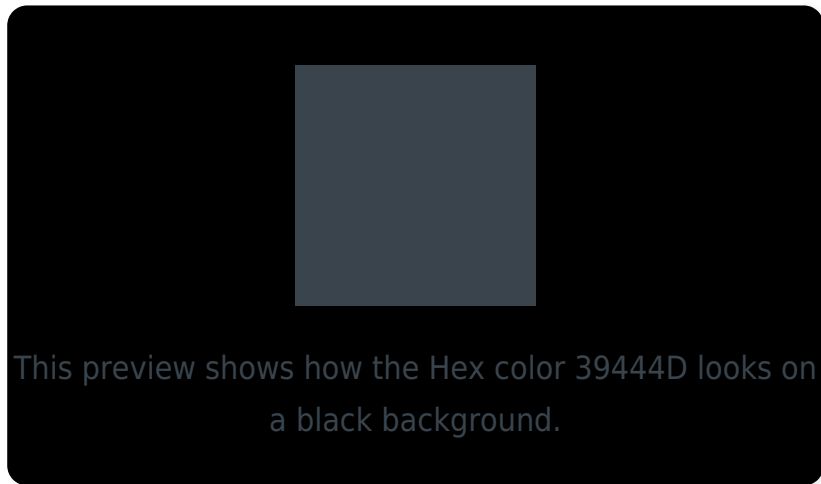 This preview shows how the Hex color 39444D looks on
a black background.